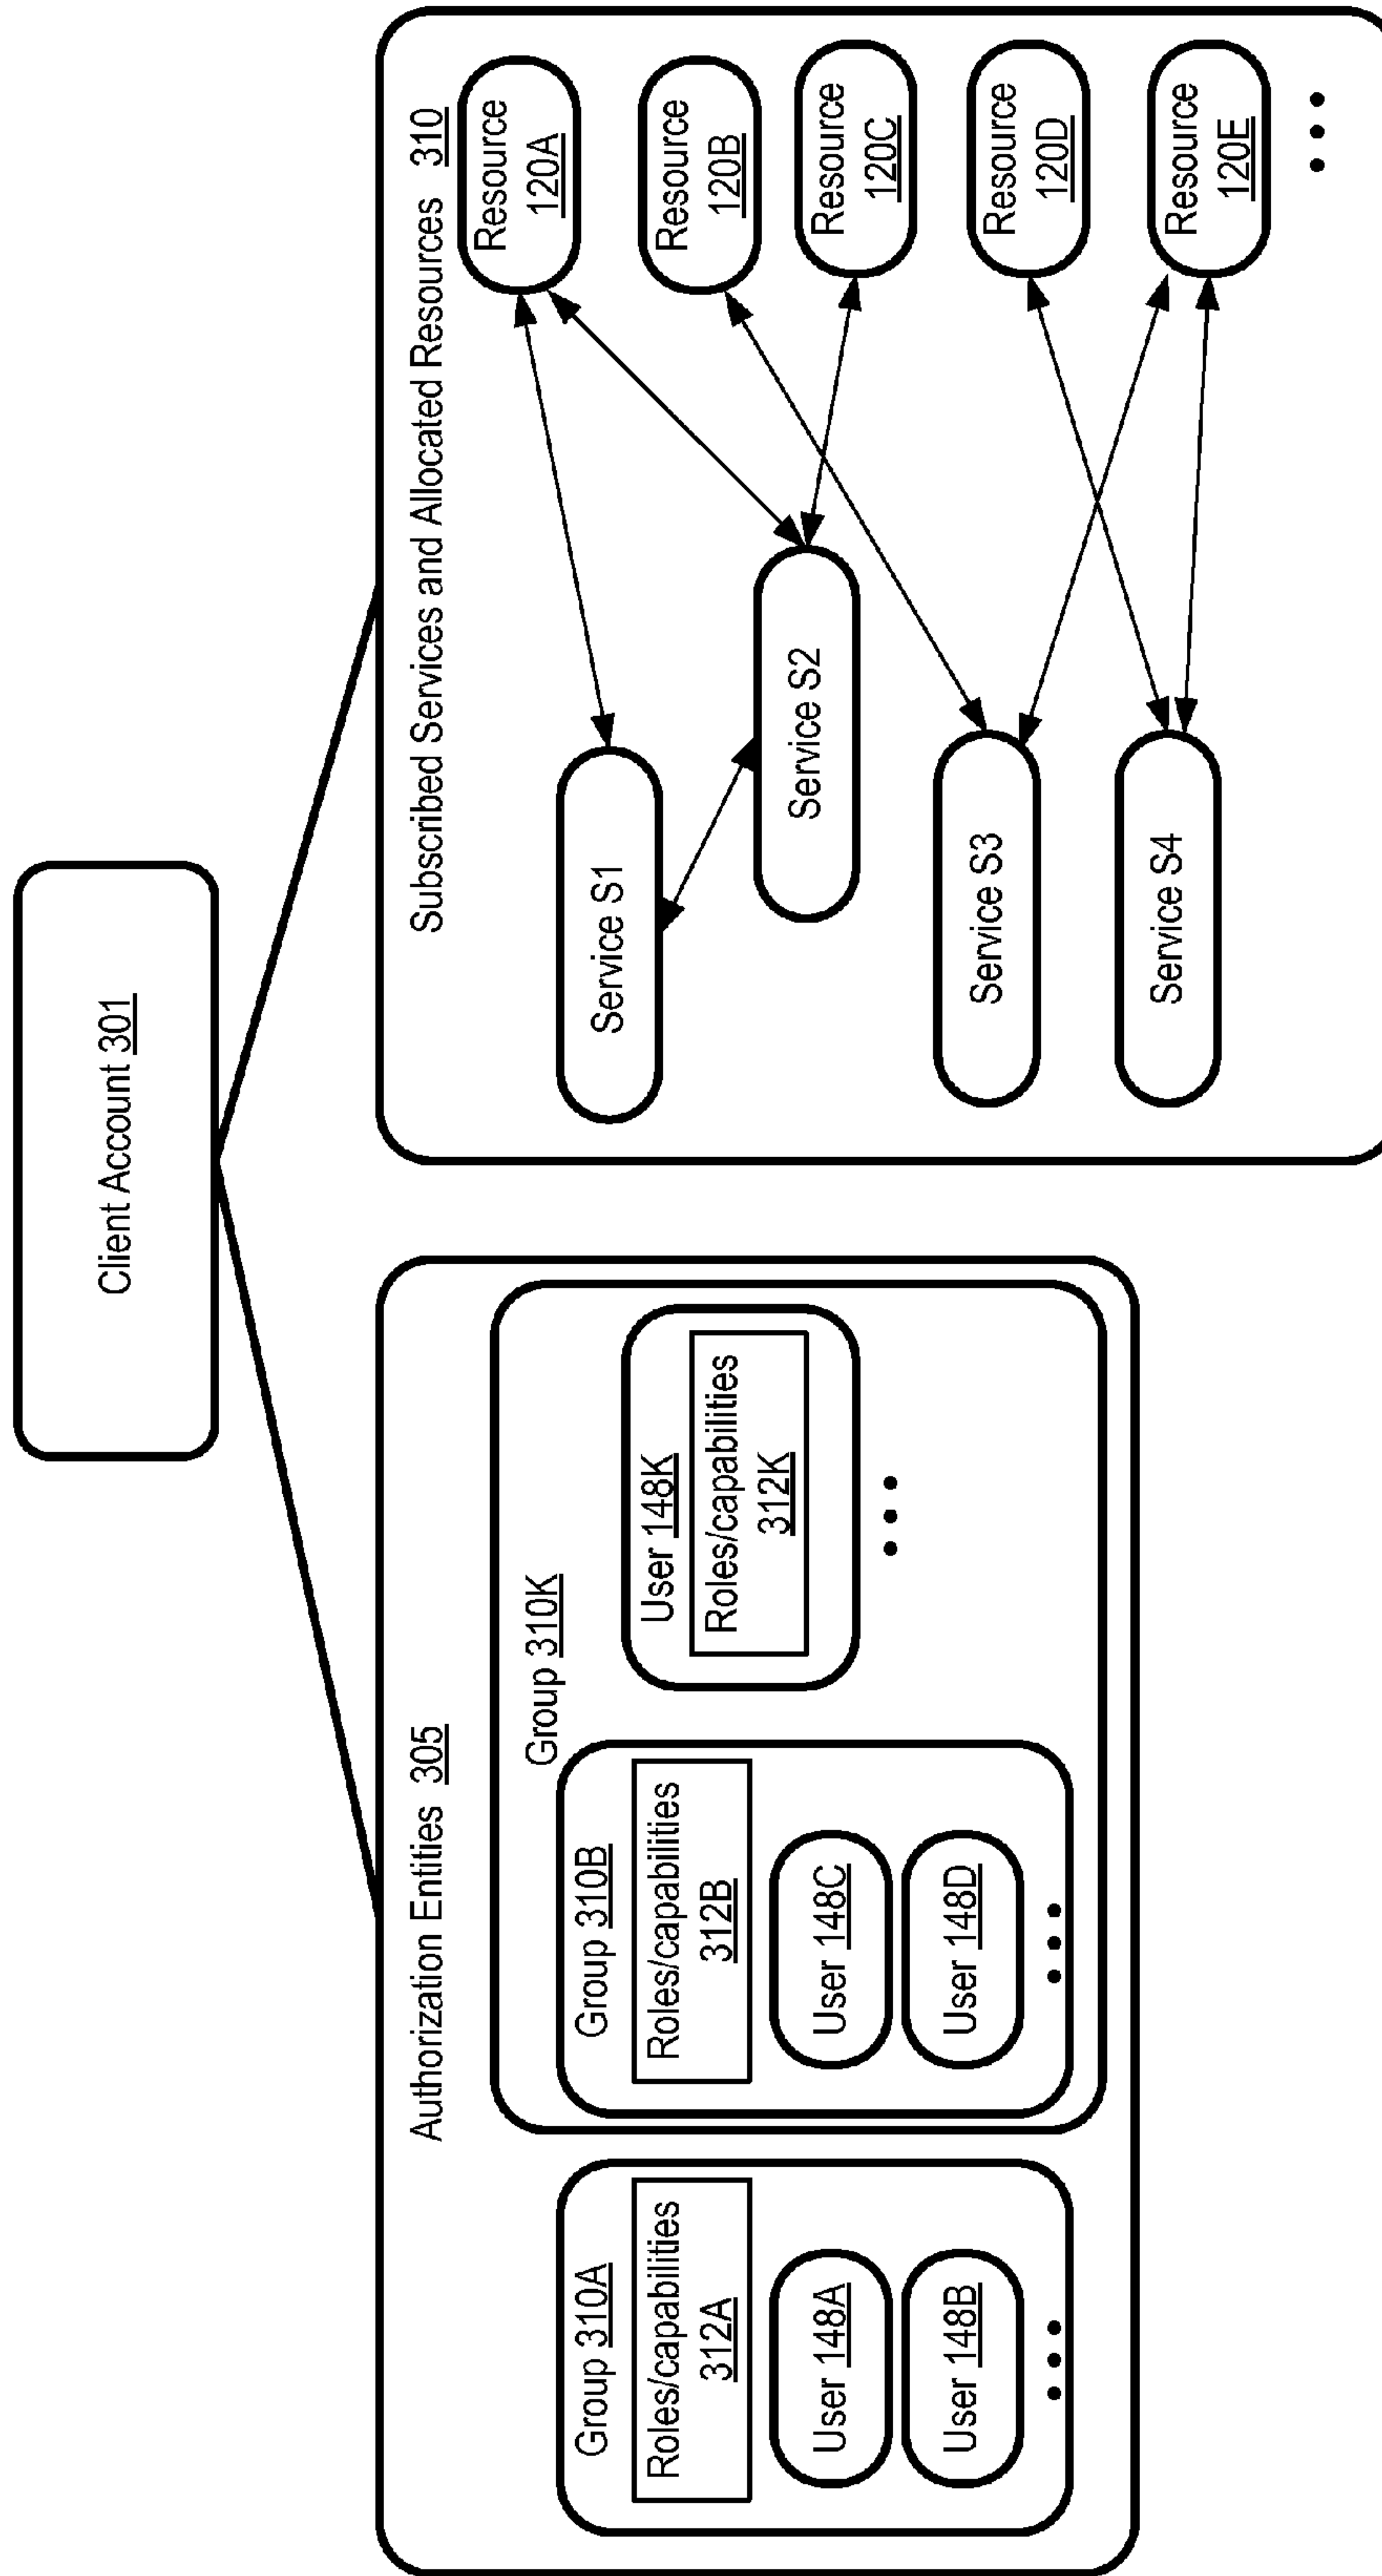 Client Account 301
Authorization Entities 305
Group 310A
Roles/capabilities
312A
User 148A
User 148B
Group 310K
Group 310B
Roles/capabilities
312B
User 148C
User 148D
User 148K
Roles/capabilities
312K
Subscribed Services and Allocated Resources 310
Service S1
Service S2
Service S3
Service S4
Resource
120A
Resource
120B
Resource
120C
Resource
120D
Resource
120E